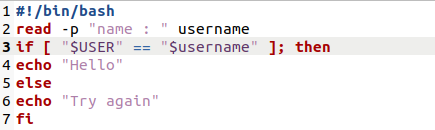 1 #!/bin/bash
2 read -p "name : " username
3 if [ "$USER" == "$username" ]; then
4 echo "Hello"
5 else
6 echo "Try again"
7 fi